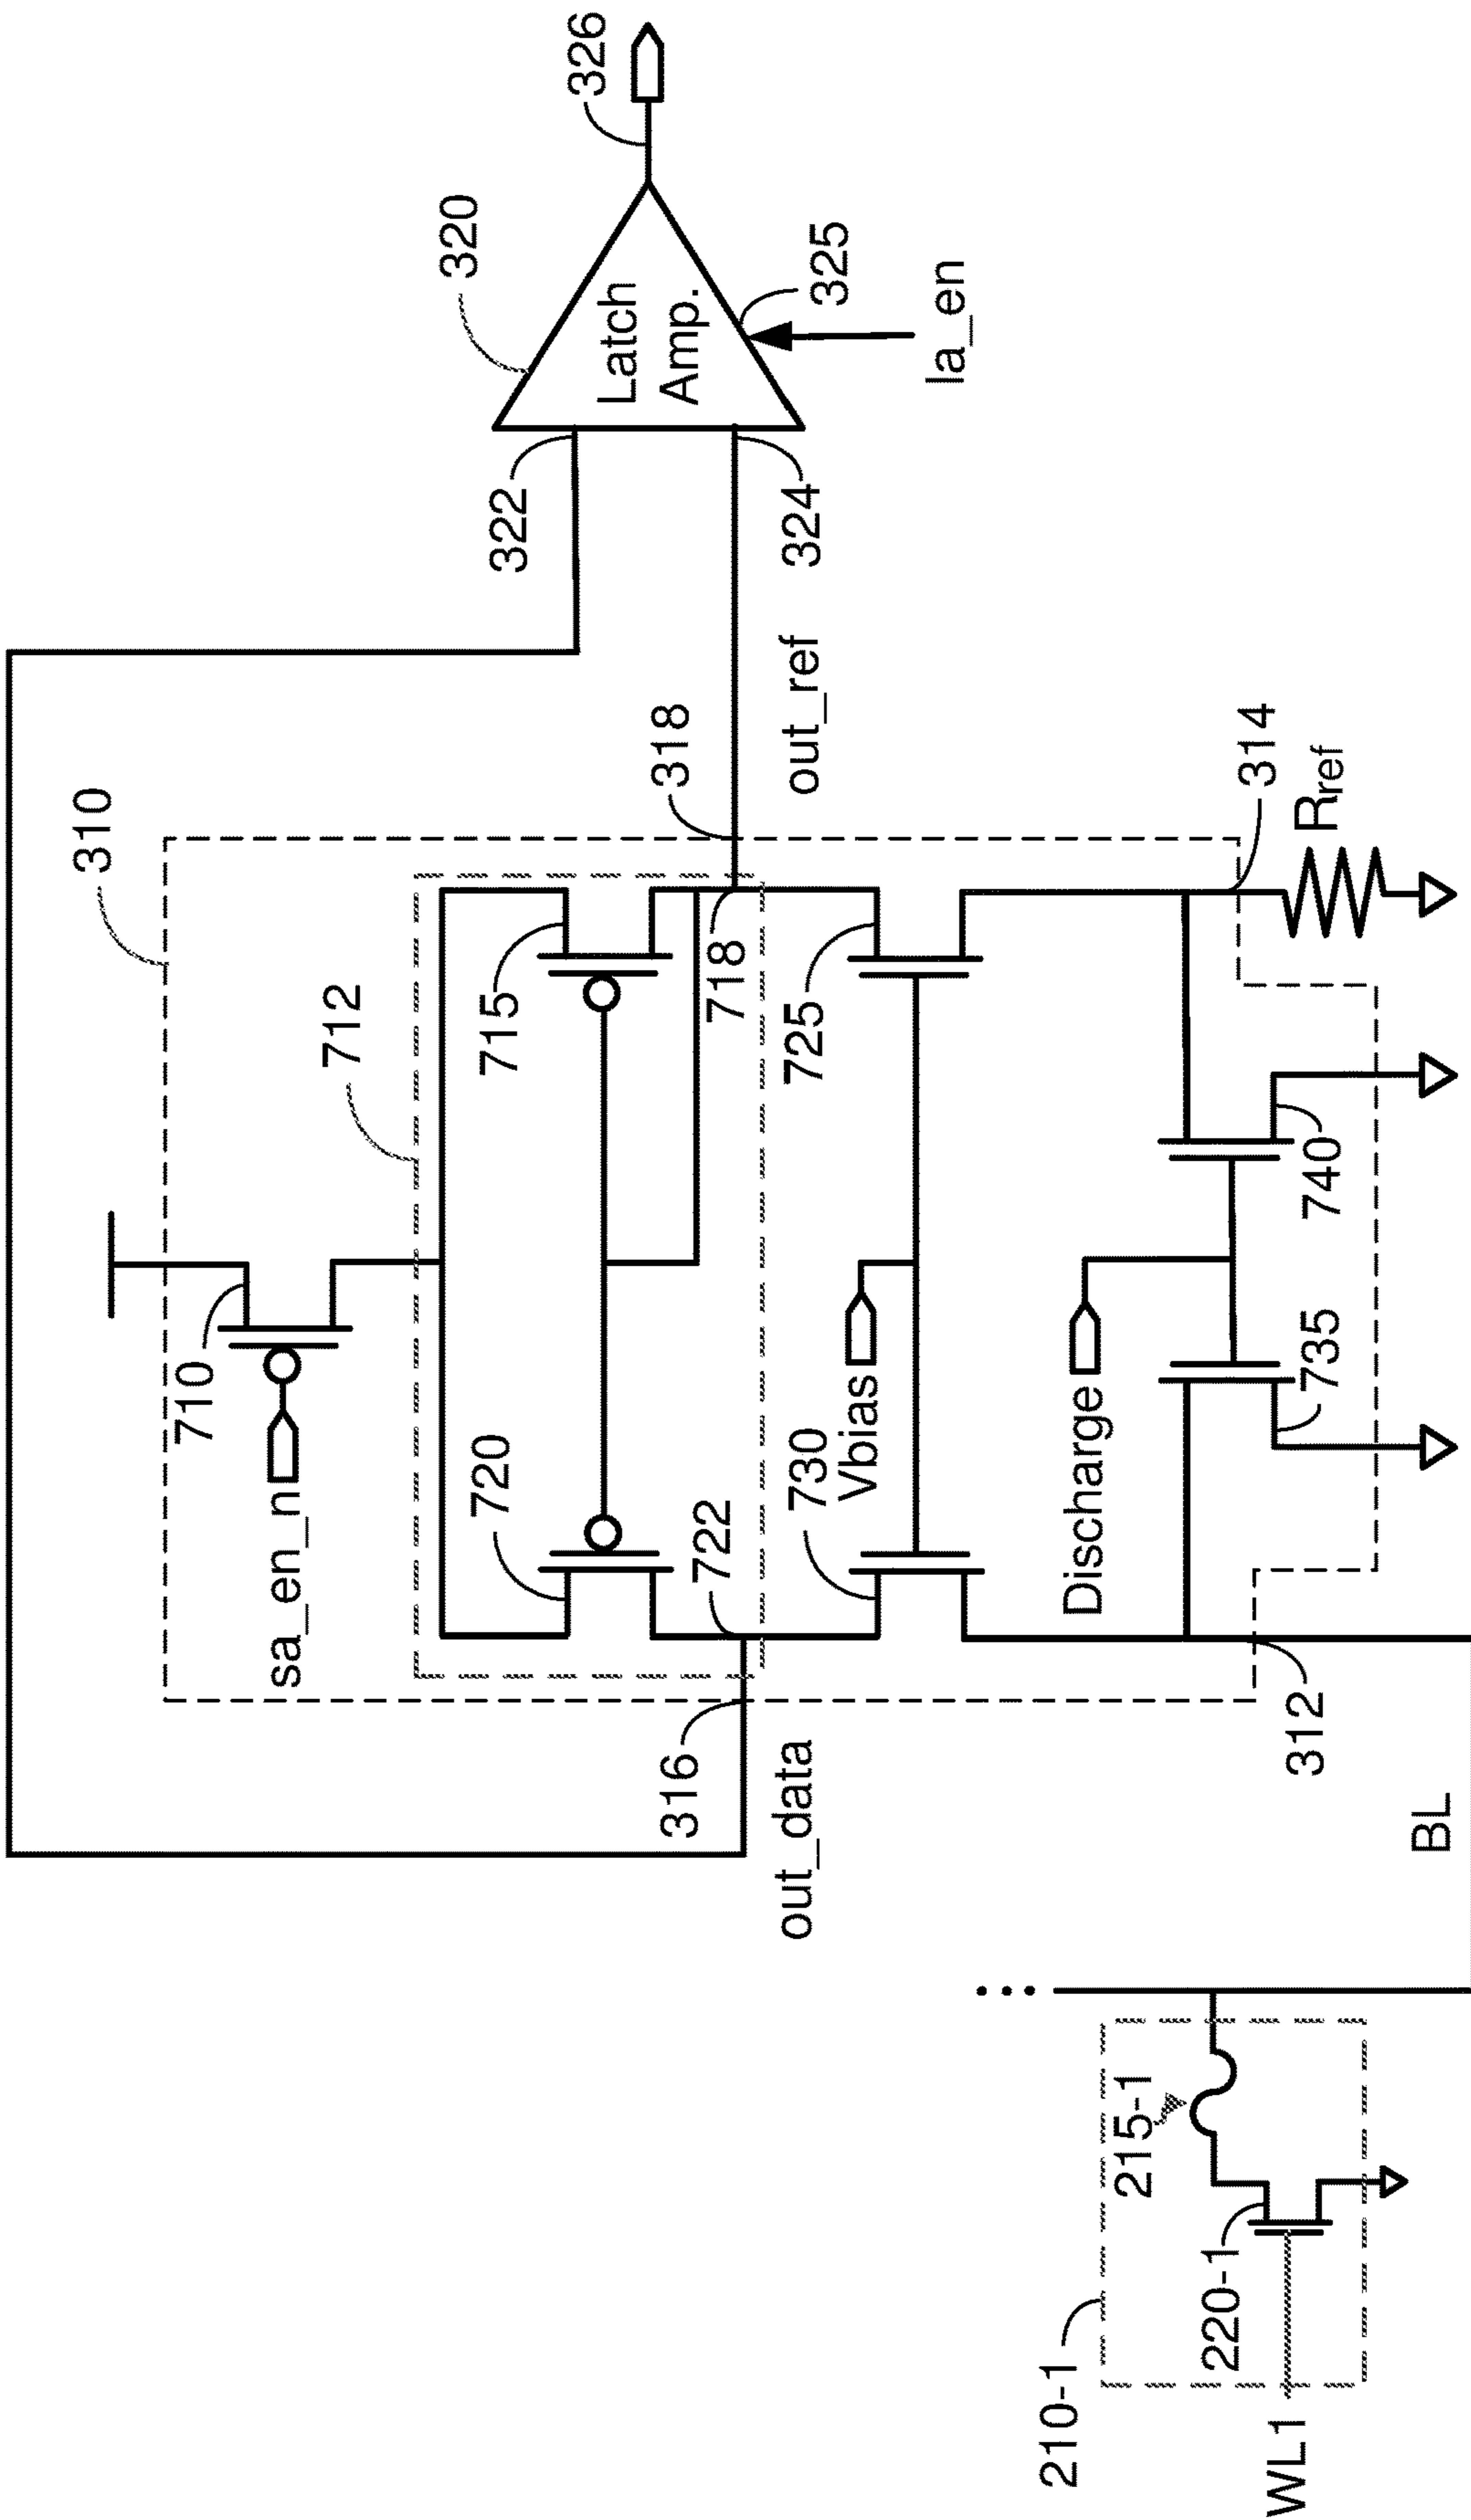 326
320
Latch
Amp.
325
la_en
322
324
310
318
out_ref
712
715
718
725
314
Rref
710
sa_en_n
720
722
730
Vbias
740
735
Discharge
316
out_data
312
BL
...
215-1
220-1
210-1
WL1